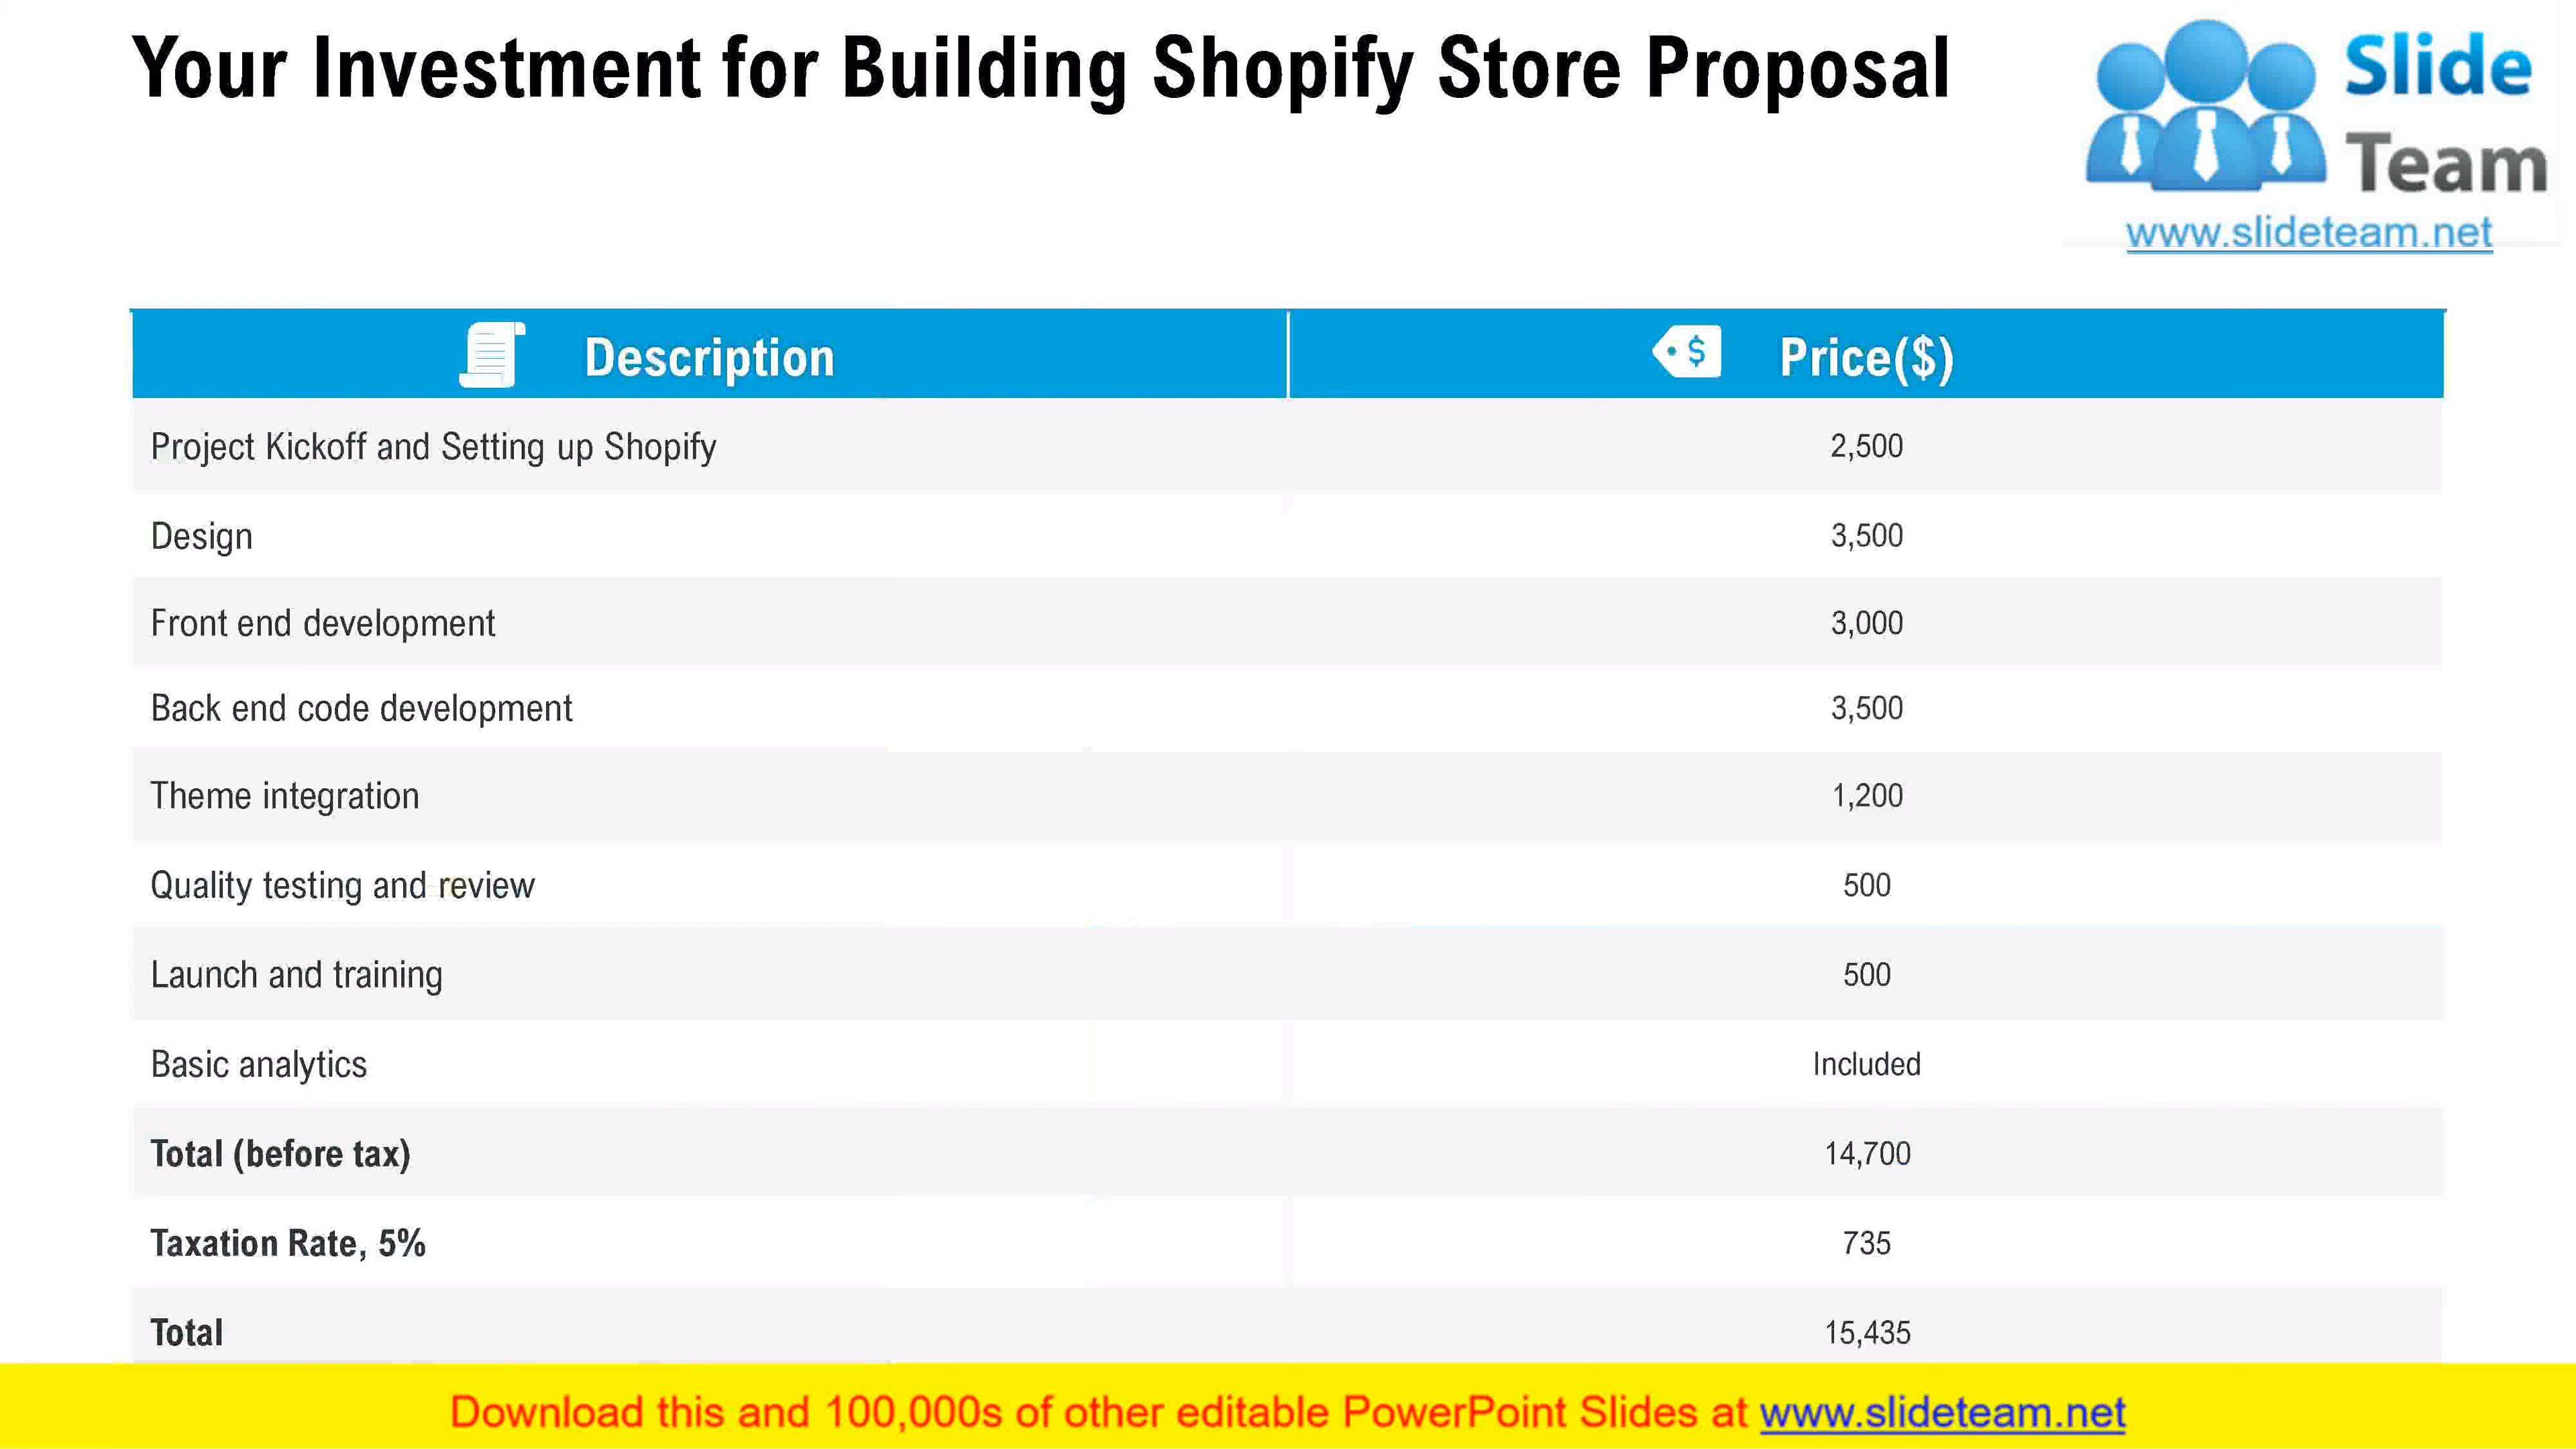 Your Investment for Building Shopify Store Proposal
Slide
Team
www.slideteam.net
Description Price($)
Project Kickoff and Setting up Shopify 2,500
Design 3,500
Front end development 3,000
Back end code development 3,500
Theme integration 1,200
Quality testing and review 500
Launch and training 500
Basic analytics Included
Total (before tax) 14,700
Taxation Rate, 5% 735
Total 15,435
Download this and 100,000s of other editable PowerPoint Slides at www.slideteam.net